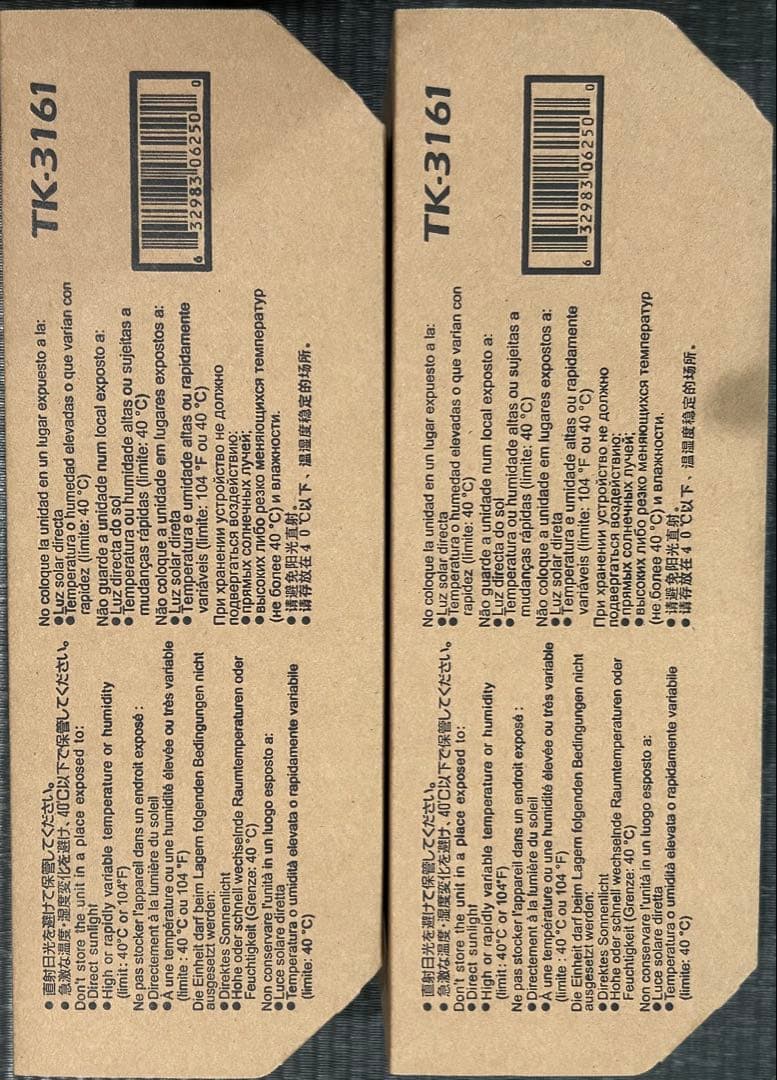 ● 直射日光を避けて保管してください。
● 急激な温度・湿度変化を避け、40℃以下で保管してください。
Don't store the unit in a place exposed to:
●Direct sunlight
●High or rapidly variable temperature or humidity
(limit: 40°C or 104°F)
Ne pas stocker l'appareil dans un endroit exposé :
●Directement à la lumière du soleil
●À une température ou une humidité élevée ou très variable
(limite : 40 °C ou 104 °F)
Die Einheit darf beim Lagern folgenden Bedingungen nicht
ausgesetzt werden:
●Direktes Sonnenlicht
●Hohe oder schnell wechselnde Raumtemperaturen oder
Feuchtigkeit (Grenze: 40 °C)
Non conservare l'unità in un luogo esposto a:
●Luce solare diretta
●Temperatura o umidità elevata o rapidamente variabile
(limite: 40 °C)
No coloque la unidad en un lugar expuesto a la:
●Luz solar directa
●Temperatura o humedad elevadas o que varían con
rapidez (límite: 40 °C)
Não guarde a unidade num local exposto a:
●Luz directa do sol
●Temperatura ou humidade altas ou sujeitas a
mudanças rápidas (limite: 40 °C)
Não coloque a unidade em lugares expostos a:
●Luz solar direta
●Temperatura e umidade altas ou rapidamente
variáveis (limite: 104 °F ou 40 °C)
При хранении устройство не должно
подвергаться воздействию:
●прямых солнечных лучей;
●высоких либо резко меняющихся температур
(не более 40 °C) и влажности.
●请避免阳光直射。
●请存放在４０℃以下、温湿度稳定的场所。
TK-3161
6 32983 06250 0
● 直射日光を避けて保管してください。
● 急激な温度・湿度変化を避け、40℃以下で保管してください。
Don't store the unit in a place exposed to:
●Direct sunlight
●High or rapidly variable temperature or humidity
(limit: 40°C or 104°F)
Ne pas stocker l'appareil dans un endroit exposé :
●Directement à la lumière du soleil
●À une température ou une humidité élevée ou très variable
(limite : 40 °C ou 104 °F)
Die Einheit darf beim Lagern folgenden Bedingungen nicht
ausgesetzt werden:
●Direktes Sonnenlicht
●Hohe oder schnell wechselnde Raumtemperaturen oder
Feuchtigkeit (Grenze: 40 °C)
Non conservare l'unità in un luogo esposto a:
●Luce solare diretta
●Temperatura o umidità elevata o rapidamente variabile
(limite: 40 °C)
No coloque la unidad en un lugar expuesto a la:
●Luz solar directa
●Temperatura o humedad elevadas o que varían con
rapidez (límite: 40 °C)
Não guarde a unidade num local exposto a:
●Luz directa do sol
●Temperatura ou humidade altas ou sujeitas a
mudanças rápidas (limite: 40 °C)
Não coloque a unidade em lugares expostos a:
●Luz solar direta
●Temperatura e umidade altas ou rapidamente
variáveis (limite: 104 °F ou 40 °C)
При хранении устройство не должно
подвергаться воздействию:
●прямых солнечных лучей;
●высоких либо резко меняющихся температур
(не более 40 °C) и влажности.
●请避免阳光直射。
●请存放在４０℃以下、温湿度稳定的场所。
TK-3161
6 32983 06250 0